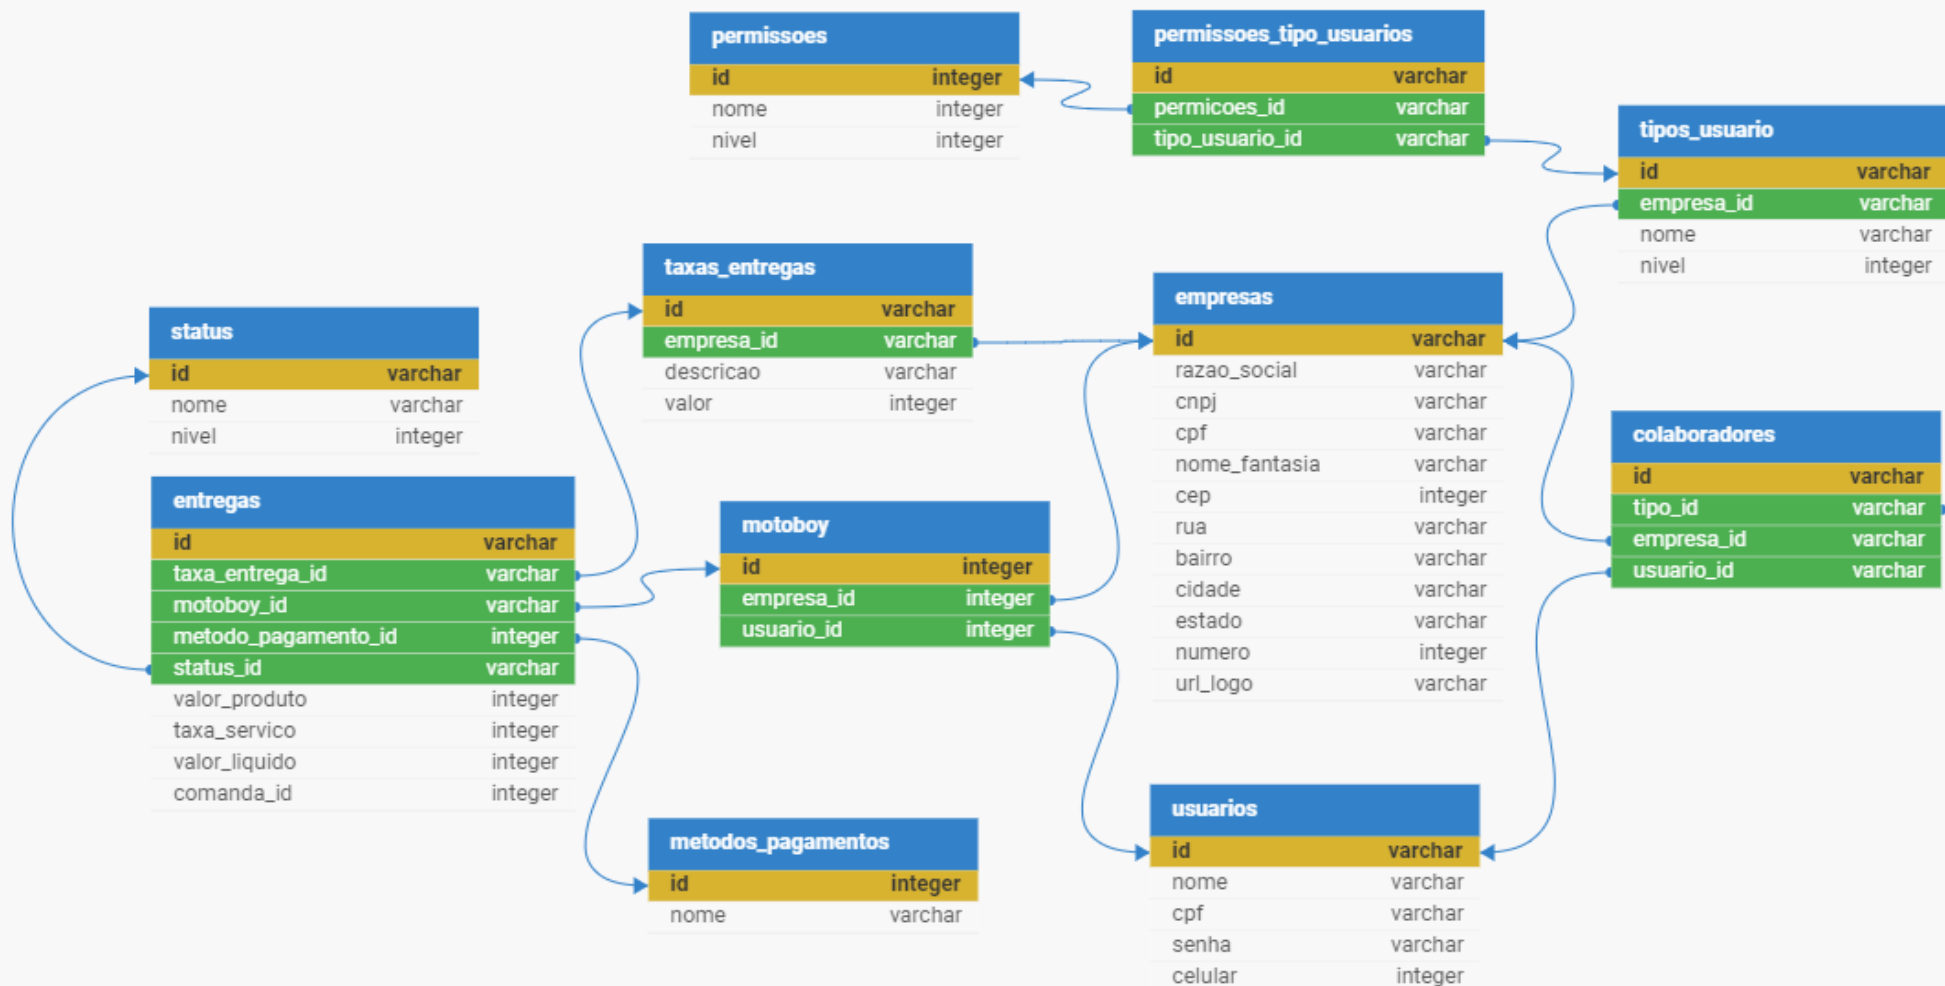 permissoes
id integer
nome integer
nivel integer
permissoes_tipo_usuarios
id varchar
permicoes_id varchar
tipo_usuario_id varchar
tipos_usuario
id varchar
empresa_id varchar
nome varchar
nivel integer
taxas_entregas
id varchar
empresa_id varchar
descricao varchar
valor integer
empresas
id varchar
razao_social varchar
cnpj varchar
cpf varchar
nome_fantasia varchar
cep integer
rua varchar
bairro varchar
cidade varchar
estado varchar
numero integer
url_logo varchar
status
id varchar
nome varchar
nivel integer
colaboradores
id varchar
tipo_id varchar
empresa_id varchar
usuario_id varchar
entregas
id varchar
taxa_entrega_id varchar
motoboy_id varchar
metodo_pagamento_id integer
status_id varchar
valor_produto integer
taxa_servico integer
valor_liquido integer
comanda_id integer
motoboy
id integer
empresa_id integer
usuario_id integer
metodos_pagamentos
id integer
nome varchar
usuarios
id varchar
nome varchar
cpf varchar
senha varchar
celular integer